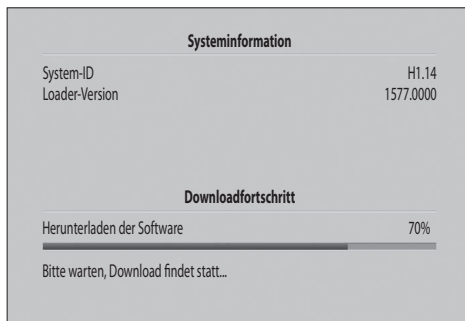 Systeminformation
System-ID H1.14
Loader-Version 1577.0000
Downloadfortschritt
Herunterladen der Software 70%
Bitte warten, Download findet statt...